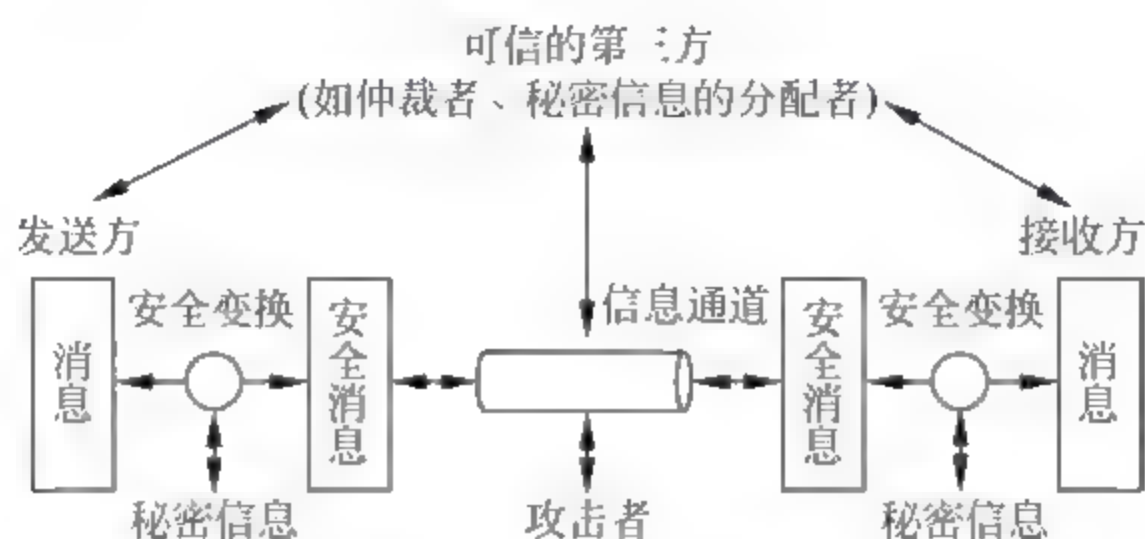 可信的第三方
(如仲裁者、秘密信息的分配者)
发送方
接收方
消息
安全变换
安全消息
信息通道
安全消息
安全变换
消息
秘密信息
攻击者
秘密信息